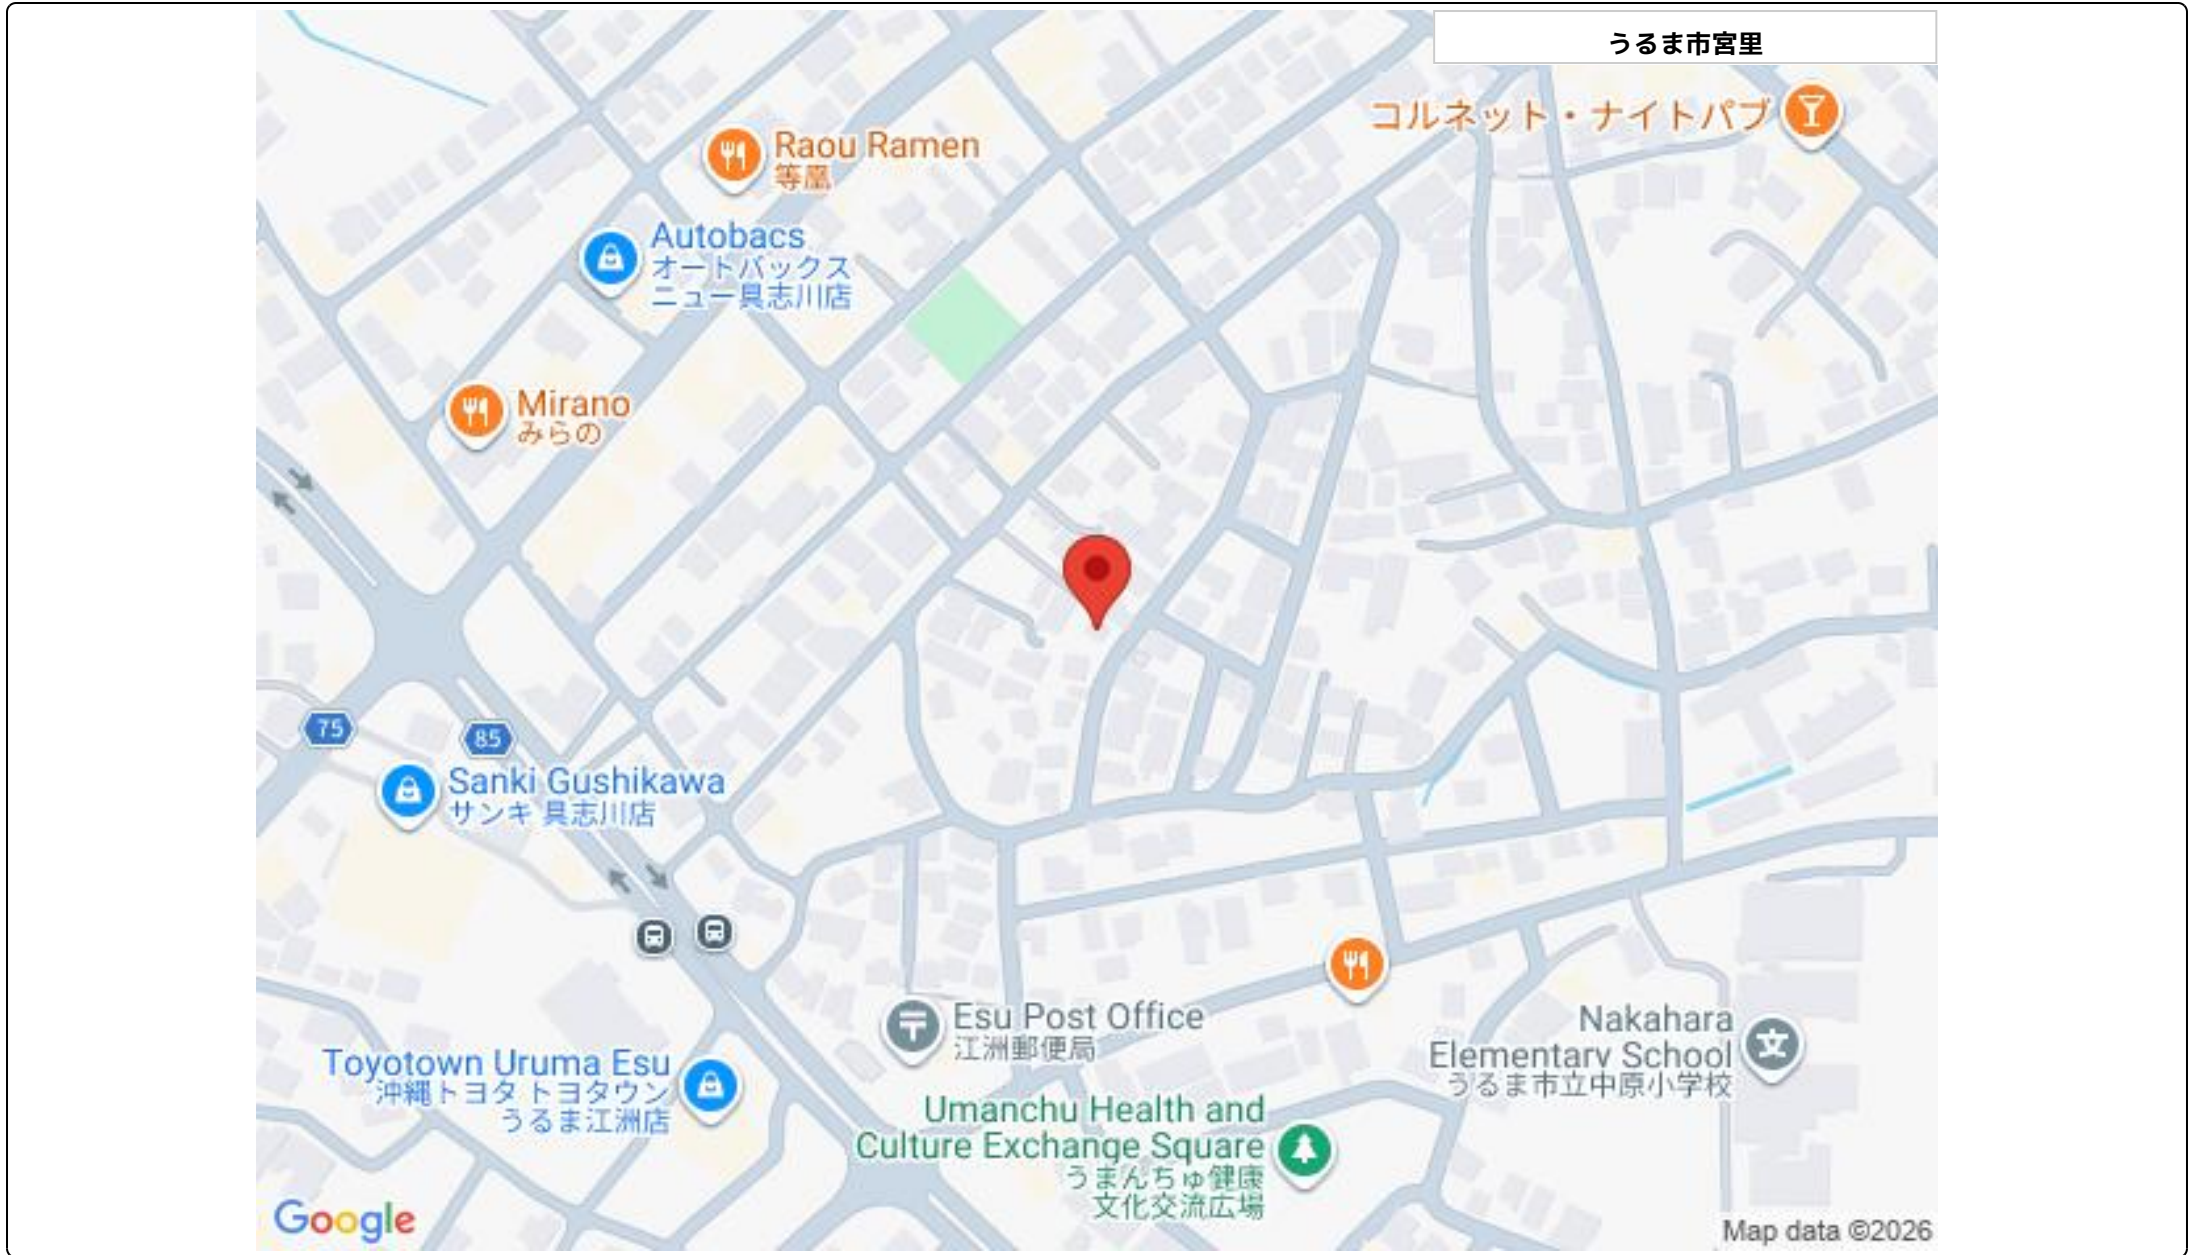 うるま市宮里
コルネット・ナイトパブ
Raou Ramen
等凰
Autobacs
オートバックス
ニュー具志川店
Mirano
みらの
75
85
Sanki Gushikawa
サンキ 具志川店
Esu Post Office
江洲郵便局
Nakahara
Elementary School
うるま市立中原小学校
Toyotown Uruma Esu
沖縄トヨタ トヨタウン
うるま江洲店
Umanchu Health and
Culture Exchange Square
うまんちゅ健康
文化交流広場
Google
Map data ©2026